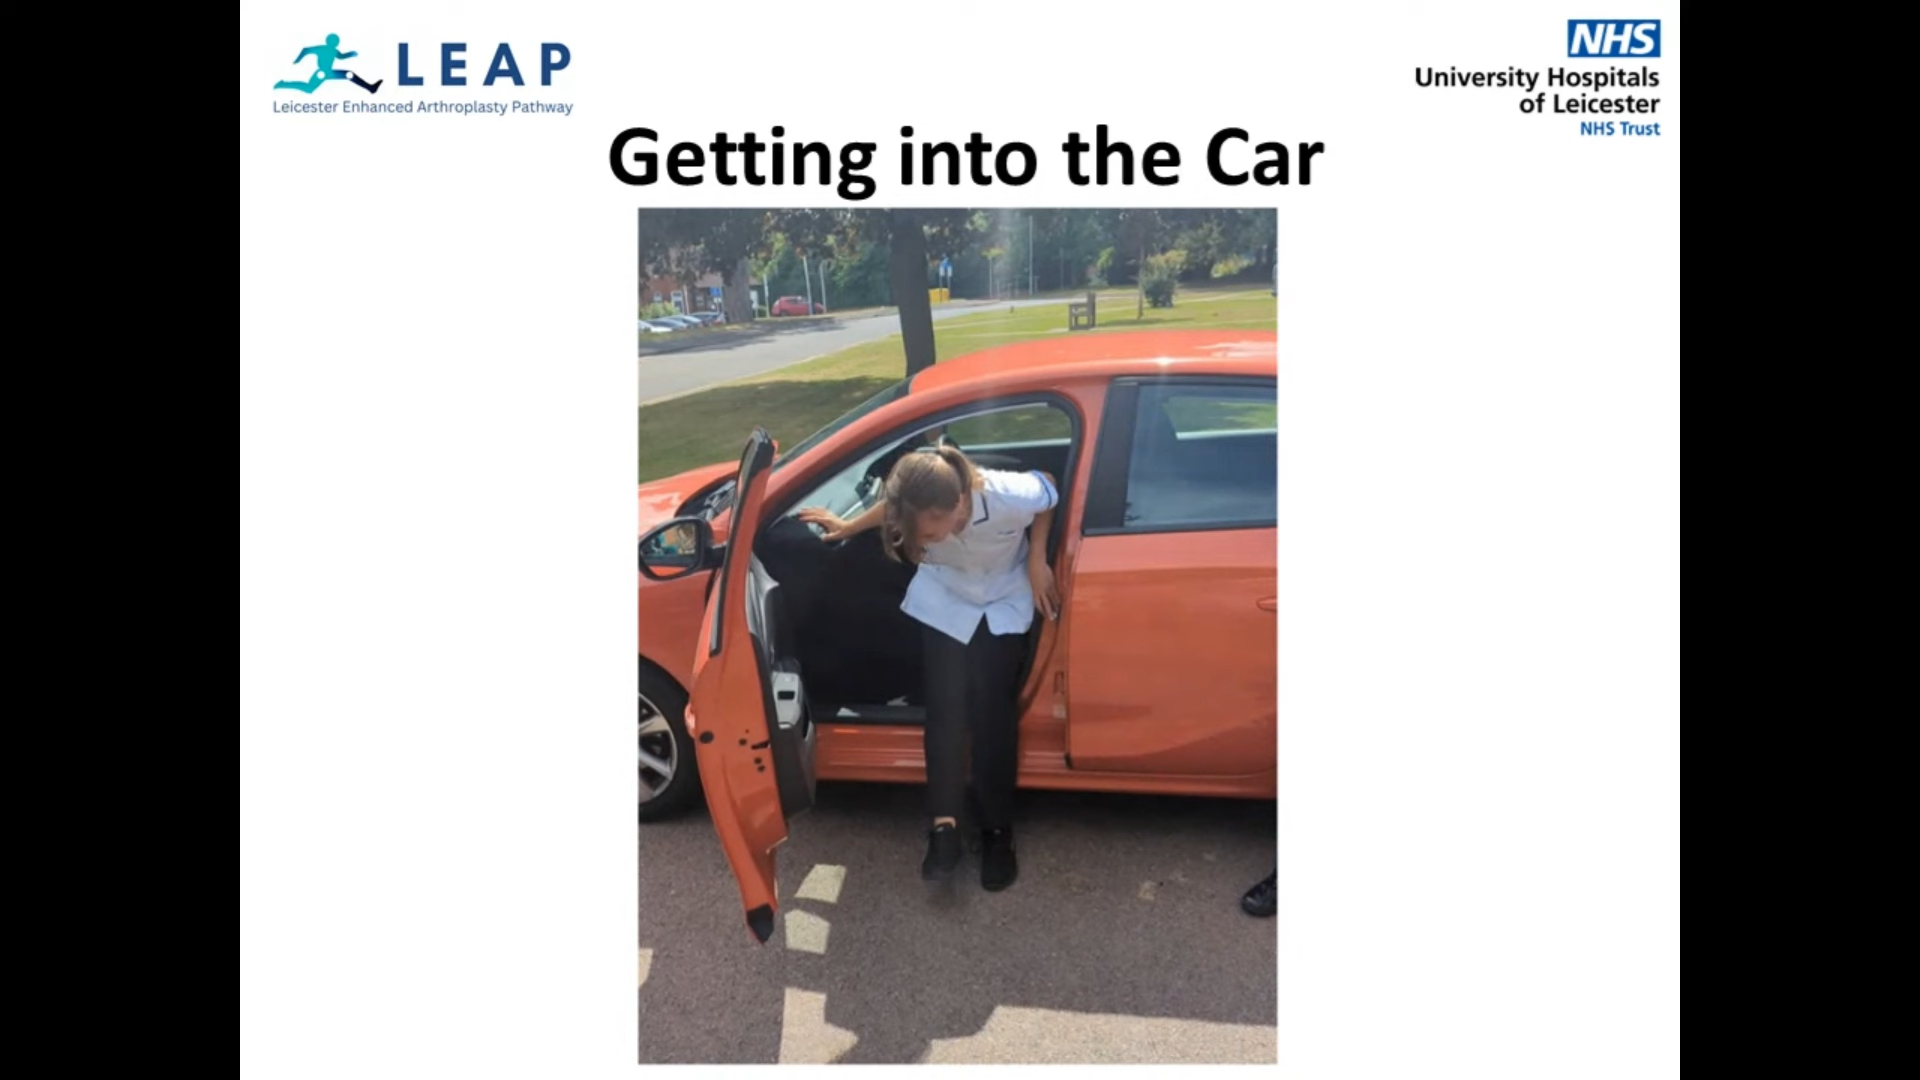 LEAP
Leicester Enhanced Arthroplasty Pathway
NHS
University Hospitals
of Leicester
NHS Trust
Getting into the Car